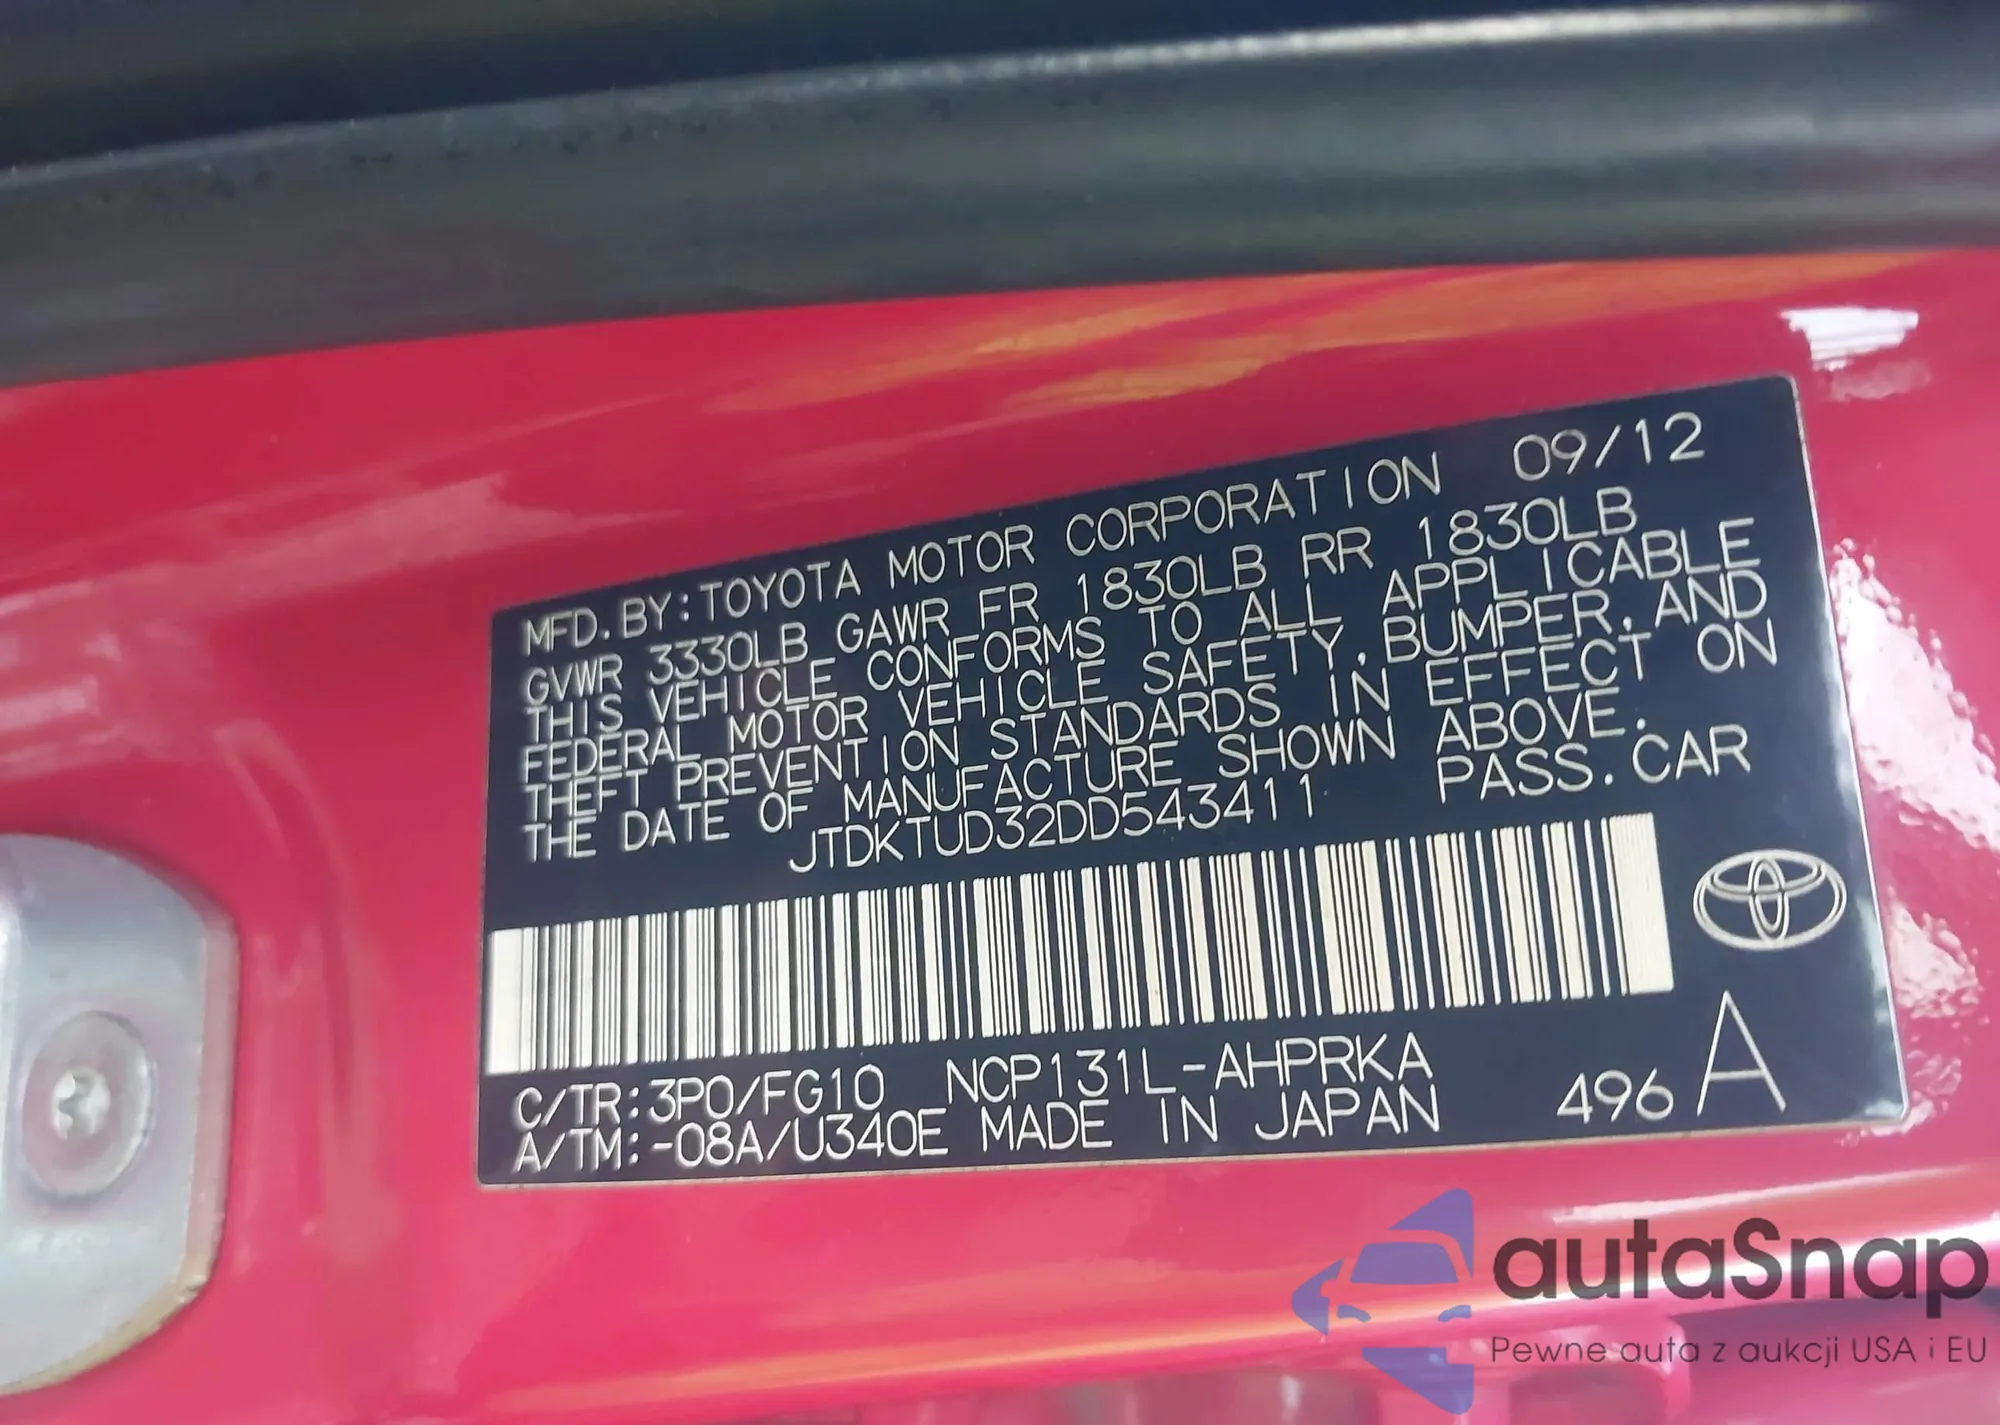 MFD.BY:TOYOTA MOTOR CORPORATION 09/12
GVWR 3330LB GAWR FR 1830LB RR 1830LB
THIS VEHICLE CONFORMS TO ALL APPLICABLE
FEDERAL MOTOR VEHICLE SAFETY,BUMPER,AND
THEFT PREVENTION STANDARDS IN EFFECT ON
THE DATE OF MANUFACTURE SHOWN ABOVE.
JTDKTUD32DD543411 PASS.CAR
C/TR:3P0/FG10 NCP131L-AHPRKA
A/TM:-08A/U340E MADE IN JAPAN 496 A
autaSnap
Pewne auta z aukcji USA i EU